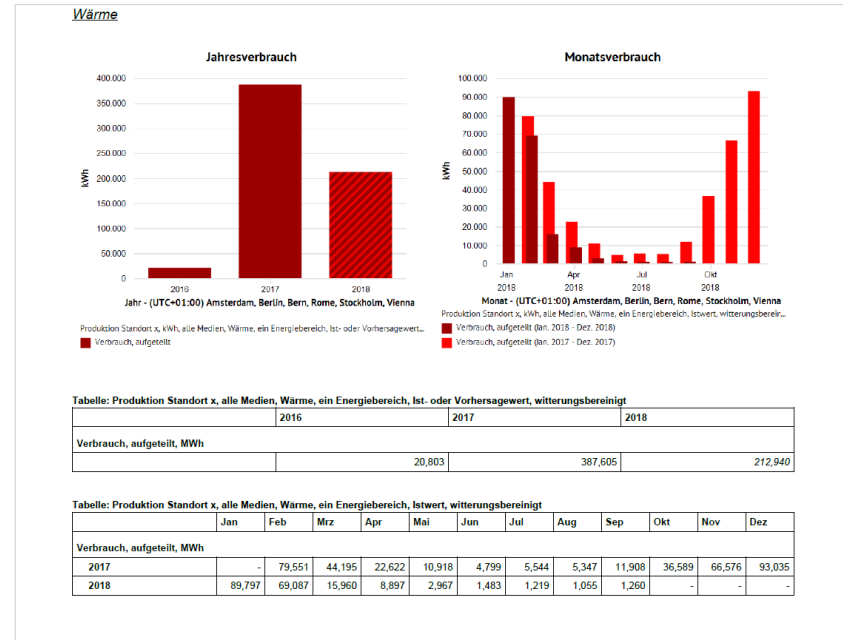 Wärme
Jahresverbrauch
400.000
350.000
300.000
250.000
200.000
150.000
100.000
50.000
0
kWh
2016 2017 2018
Jahr - (UTC+01:00) Amsterdam, Berlin, Bern, Rome, Stockholm, Vienna
Produktion Standort x, kWh, alle Medien, Wärme, ein Energiebereich, Ist- oder Vorhersagewert...
Verbrauch, aufgeteilt
Monatsverbrauch
100.000
90.000
80.000
70.000
60.000
50.000
40.000
30.000
20.000
10.000
0
kWh
Jan Apr Jul Okt
2018 2018 2018 2018
Monat - (UTC+01:00) Amsterdam, Berlin, Bern, Rome, Stockholm, Vienna
Produktion Standort x, kWh, alle Medien, Wärme, ein Energiebereich, Istwert, witterungsbereir...
Verbrauch, aufgeteilt (Jan. 2018 - Dez. 2018)
Verbrauch, aufgeteilt (Jan. 2017 - Dez. 2017)
Tabelle: Produktion Standort x, alle Medien, Wärme, ein Energiebereich, Ist- oder Vorhersagewert, witterungsbereinigt
2016 2017 2018
Verbrauch, aufgeteilt, MWh
20,803 387,605 212,940
Tabelle: Produktion Standort x, alle Medien, Wärme, ein Energiebereich, Istwert, witterungsbereinigt
Jan Feb Mrz Apr Mai Jun Jul Aug Sep Okt Nov Dez
Verbrauch, aufgeteilt, MWh
2017 - 79,551 44,195 22,622 10,918 4,799 5,544 5,347 11,908 36,589 66,576 93,035
2018 89,797 69,087 15,960 8,897 2,967 1,483 1,219 1,055 1,260 - - -